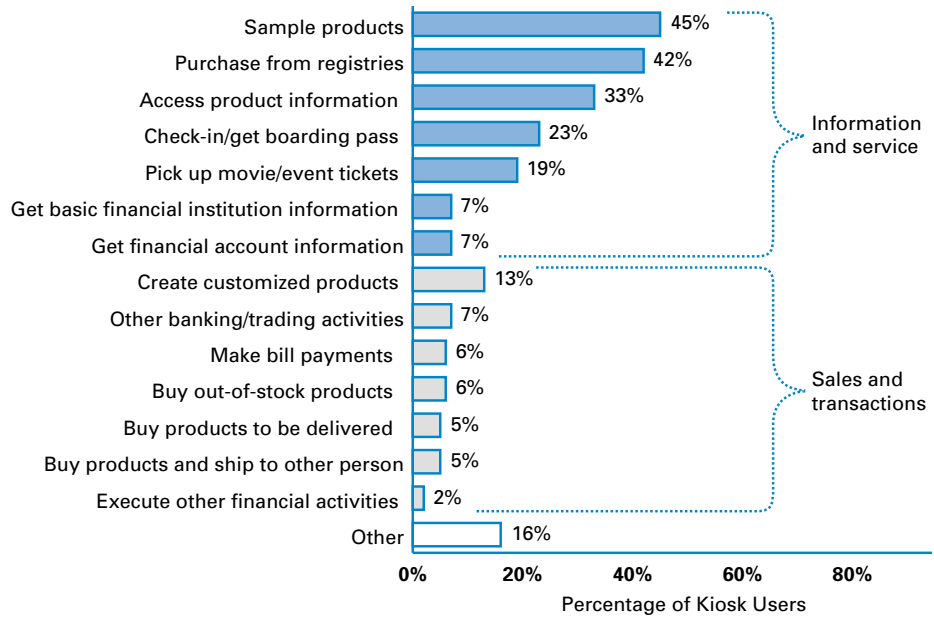 Sample products 45%
Purchase from registries 42%
Access product information 33%
Check-in/get boarding pass 23%
Pick up movie/event tickets 19%
Get basic financial institution information 7%
Get financial account information 7%
Information
and service
Create customized products 13%
Other banking/trading activities 7%
Make bill payments 6%
Buy out-of-stock products 6%
Buy products to be delivered 5%
Buy products and ship to other person 5%
Execute other financial activities 2%
Sales and
transactions
Other 16%
0% 20% 40% 60% 80%
Percentage of Kiosk Users